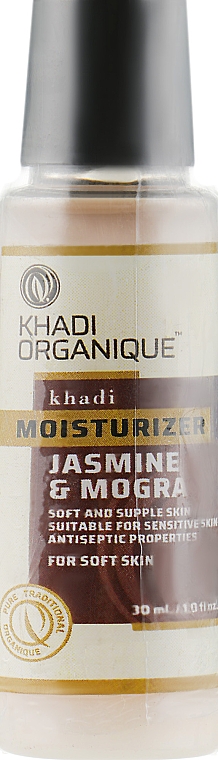 KHADI
ORGANIQUE™
khadi
MOISTURIZER
JASMINE
& MOGRA
SOFT AND SUPPLE SKIN
SUITABLE FOR SENSITIVE SKIN
ANTISEPTIC PROPERTIES
FOR SOFT SKIN
30 mL / 1.0 fl.oz.
PURE TRADITIONAL
ORGANIQUE